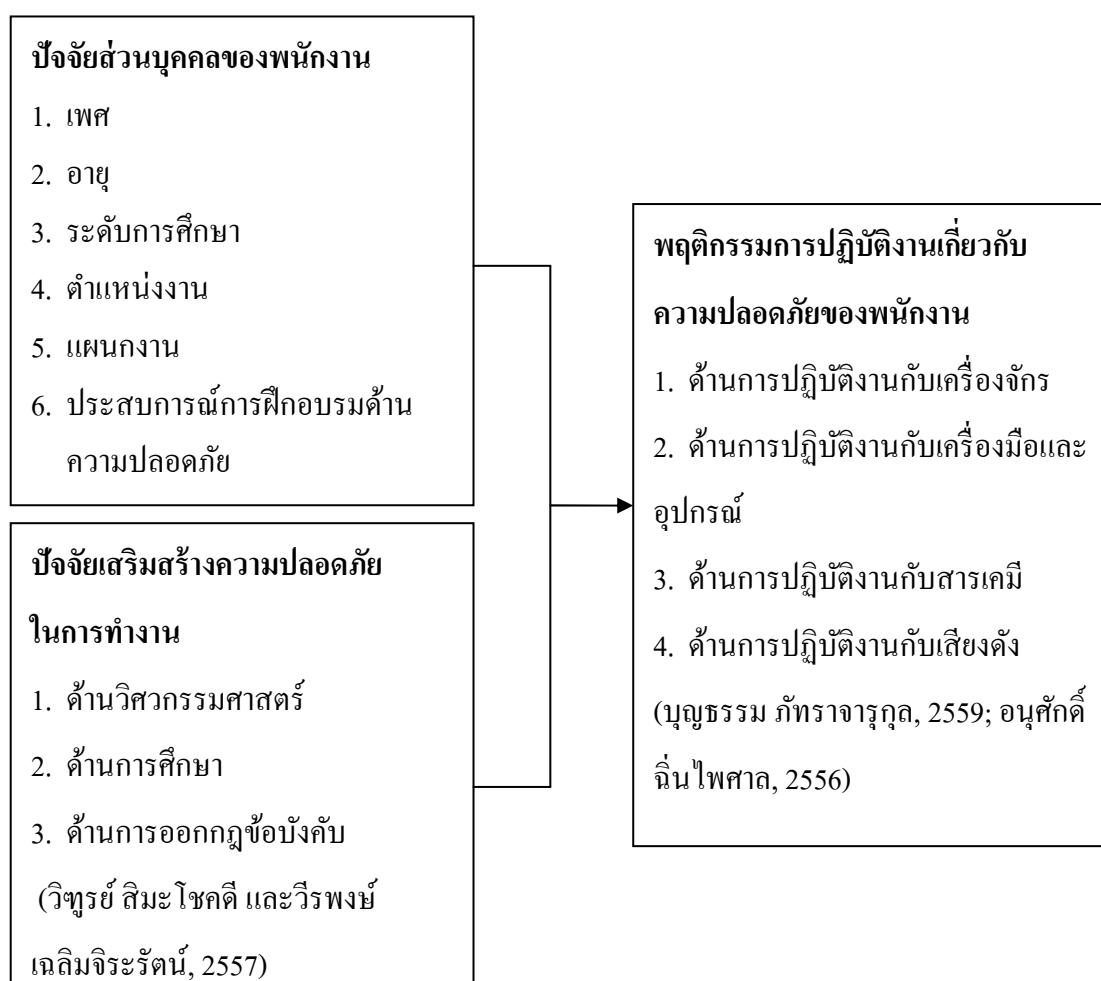 ปัจจัยส่วนบุคคลของพนักงาน
1. เพศ
2. อายุ
3. ระดับการศึกษา
4. ตำแหน่งงาน
5. แผนกงาน
6. ประสบการณ์การฝึกอบรมด้าน
ความปลอดภัย
ปัจจัยเสริมสร้างความปลอดภัย
ในการทำงาน
1. ด้านวิศวกรรมศาสตร์
2. ด้านการศึกษา
3. ด้านการออกกฎข้อบังคับ
(วิฑูรย์ สิมะโชคดี และวีรพงษ์
เฉลิมจิระรัตน์, 2557)
พฤติกรรมการปฏิบัติงานเกี่ยวกับ
ความปลอดภัยของพนักงาน
1. ด้านการปฏิบัติงานกับเครื่องจักร
2. ด้านการปฏิบัติงานกับเครื่องมือและ
อุปกรณ์
3. ด้านการปฏิบัติงานกับสารเคมี
4. ด้านการปฏิบัติงานกับเสียงดัง
(บุญธรรม ภัทราจารุกุล, 2559; อนุศักดิ์
ฉิ่นไพศาล, 2556)